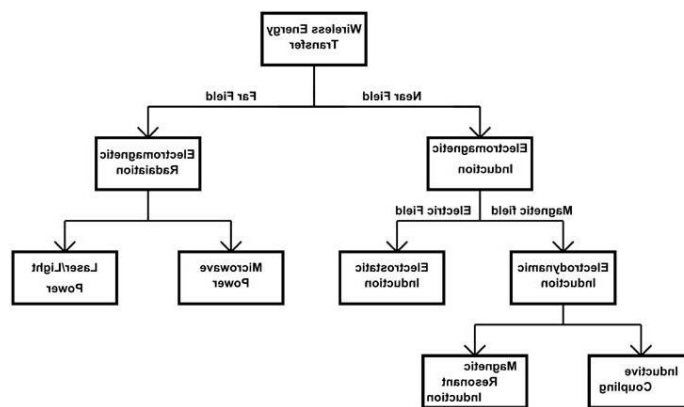 Wireless Energy
Transfer
Far Field
Near Field
Electromagnetic
Radaiation
Electromagnetic
Induction
Electric Field
Magnetic field
Laser/Light
Power
Microwave
Power
Electrostatic
Induction
Electrodynamic
Induction
Magnetic
Resonant
Induction
Inductive
Coupling